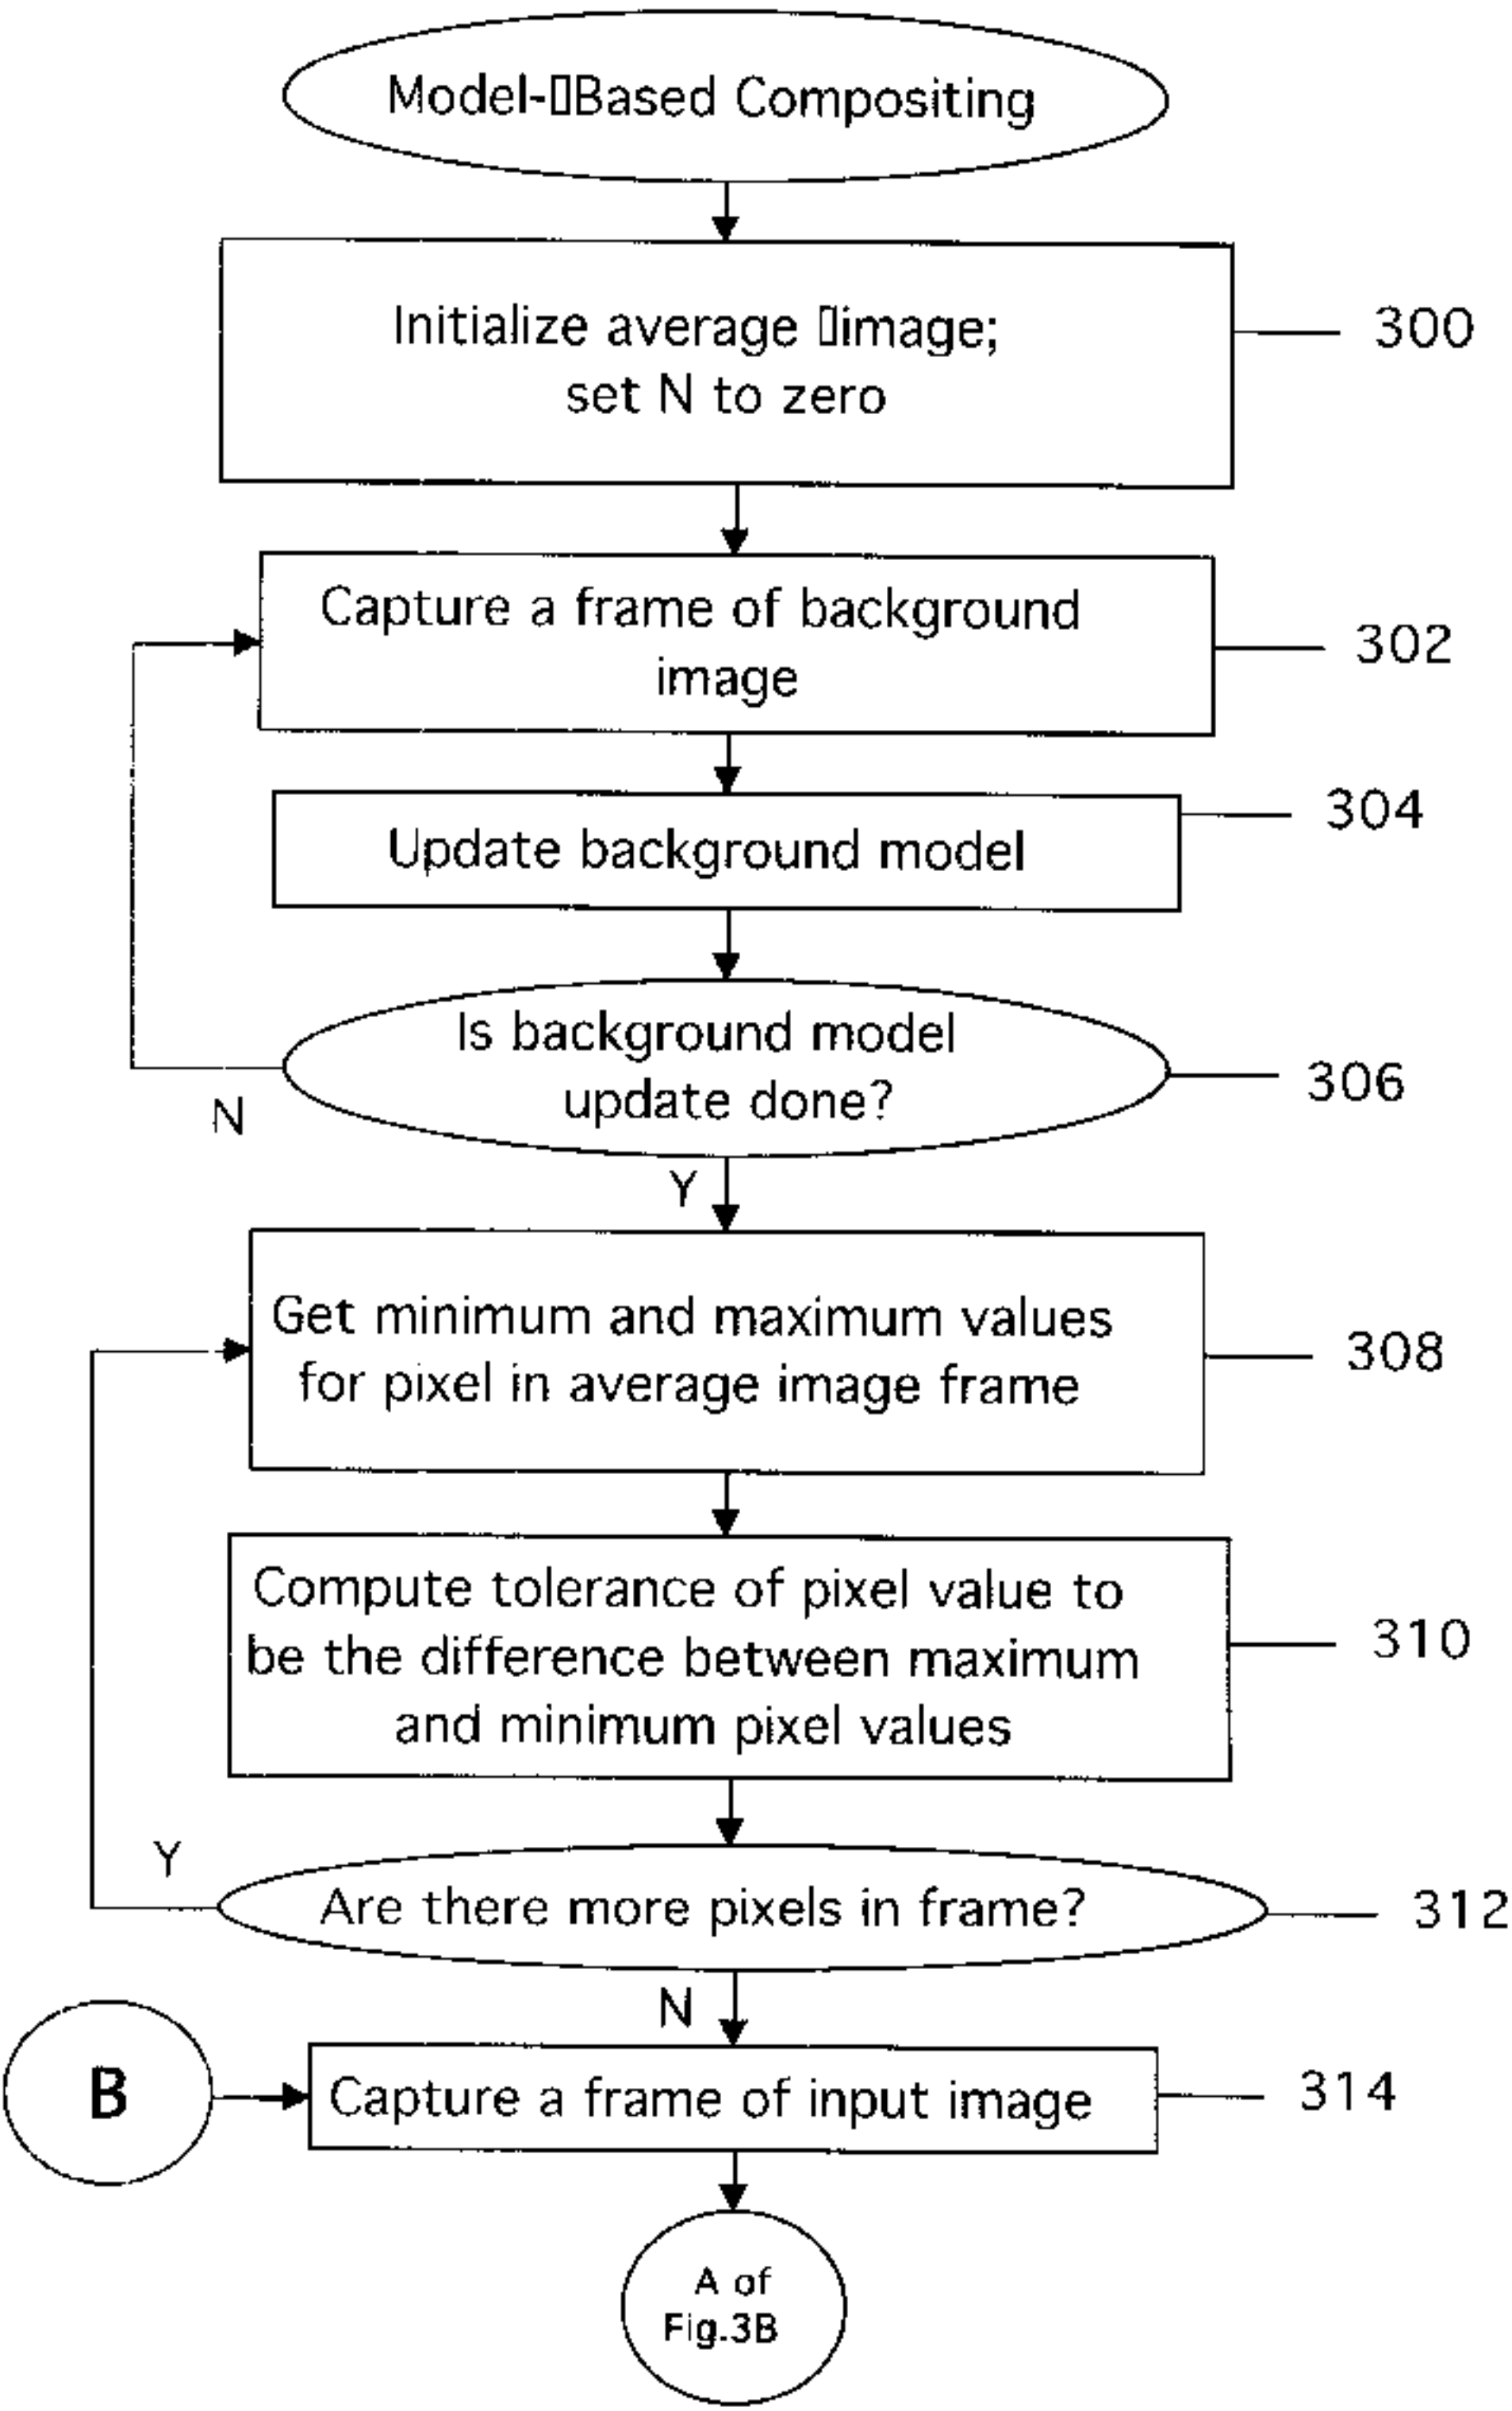 Model-▯Based Compositing
Initialize average ▯image;
set N to zero
300
Capture a frame of background
image
302
Update background model
304
Is background model
update done?
306
N
Y
Get minimum and maximum values
for pixel in average image frame
308
Compute tolerance of pixel value to
be the difference between maximum
and minimum pixel values
310
Y
Are there more pixels in frame?
312
N
B
Capture a frame of input image
314
A of
Fig.3B